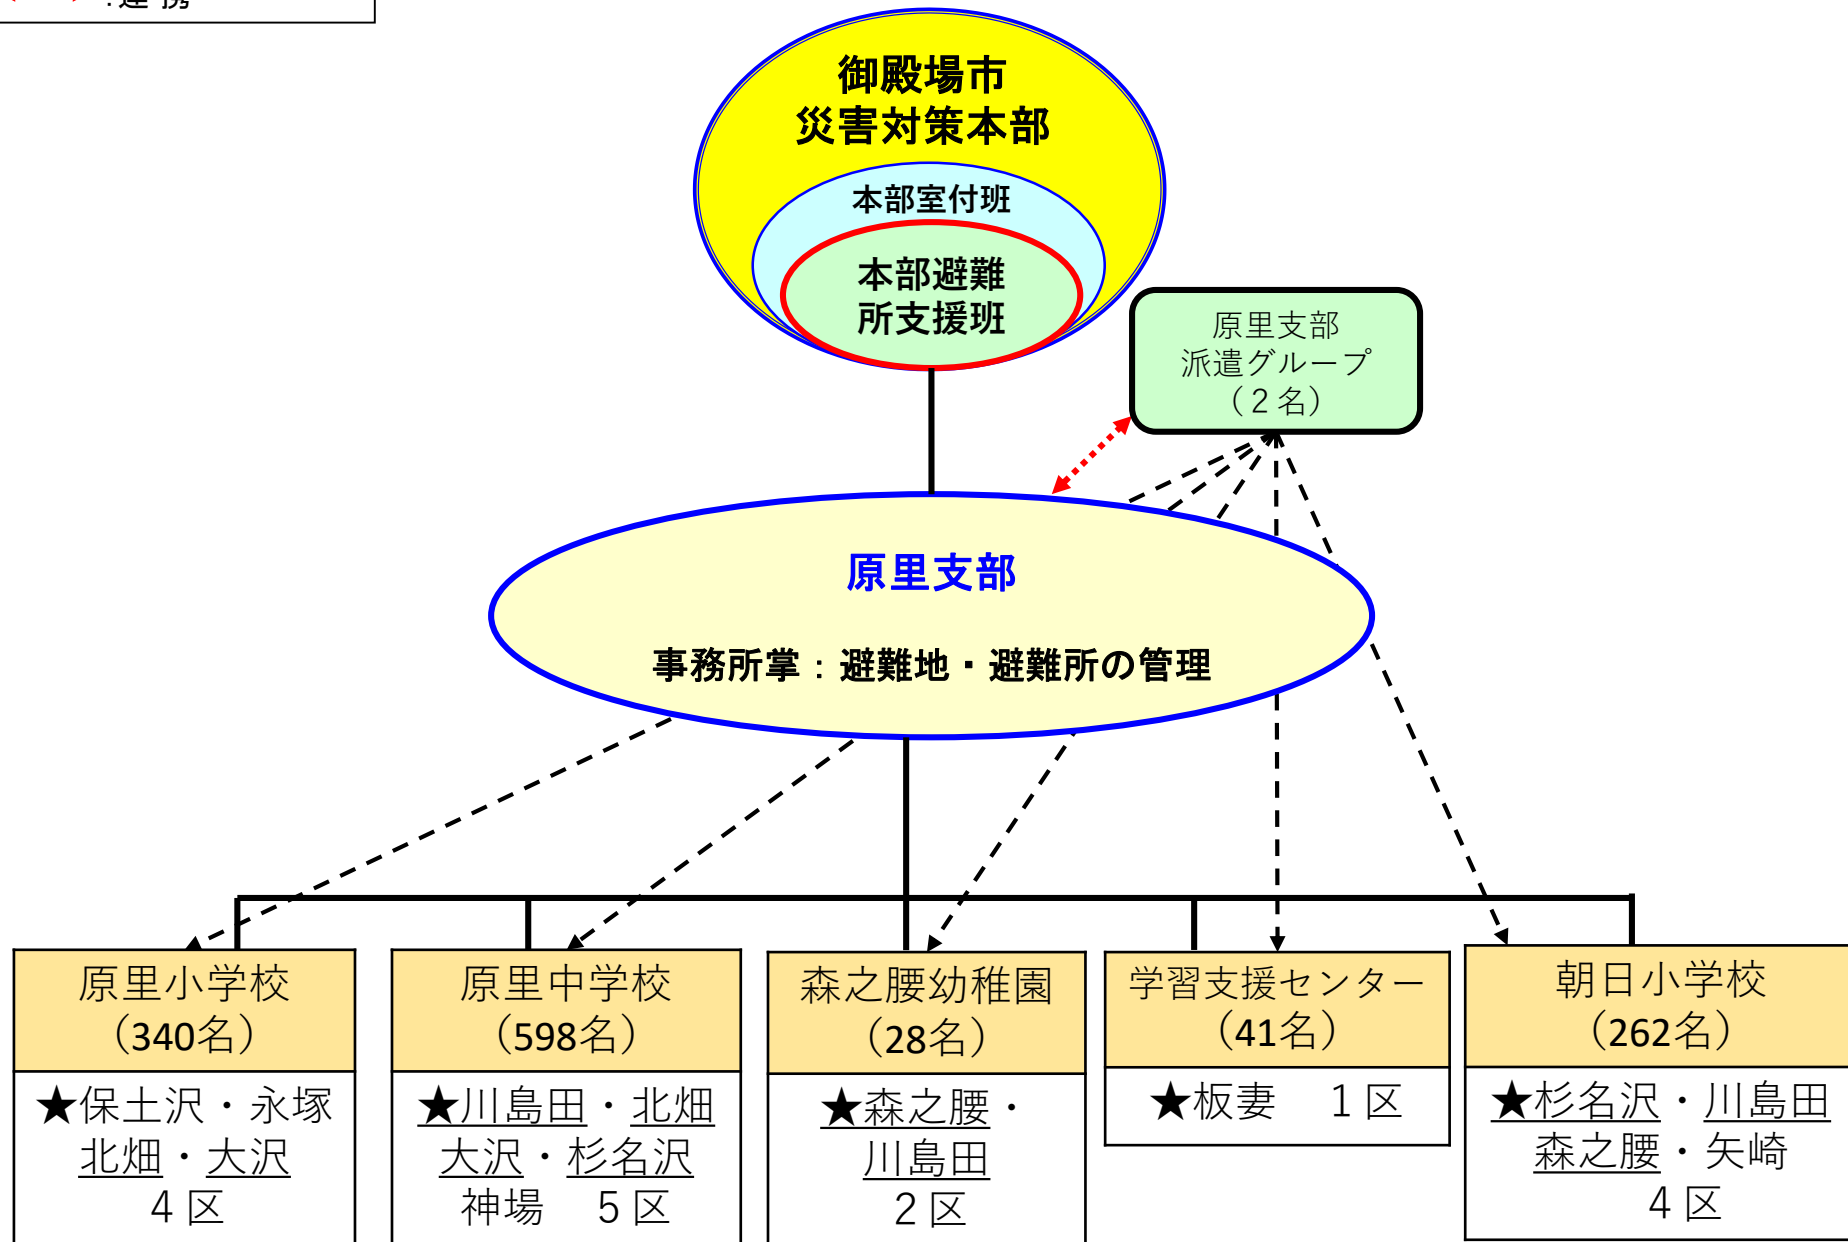 :連 携
御殿場市
災害対策本部
本部室付班
本部避難
所支援班
原里支部
派遣グループ
（２名）
原里支部
事務所掌：避難地・避難所の管理
原里小学校
（340名）
★保土沢・永塚
北畑・大沢
４区
原里中学校
（598名）
★川島田・北畑
大沢・杉名沢
神場　５区
森之腰幼稚園
（28名）
★森之腰・
川島田
２区
学習支援センター
（41名）
★板妻　１区
朝日小学校
（262名）
★杉名沢・川島田
森之腰・矢崎
４区